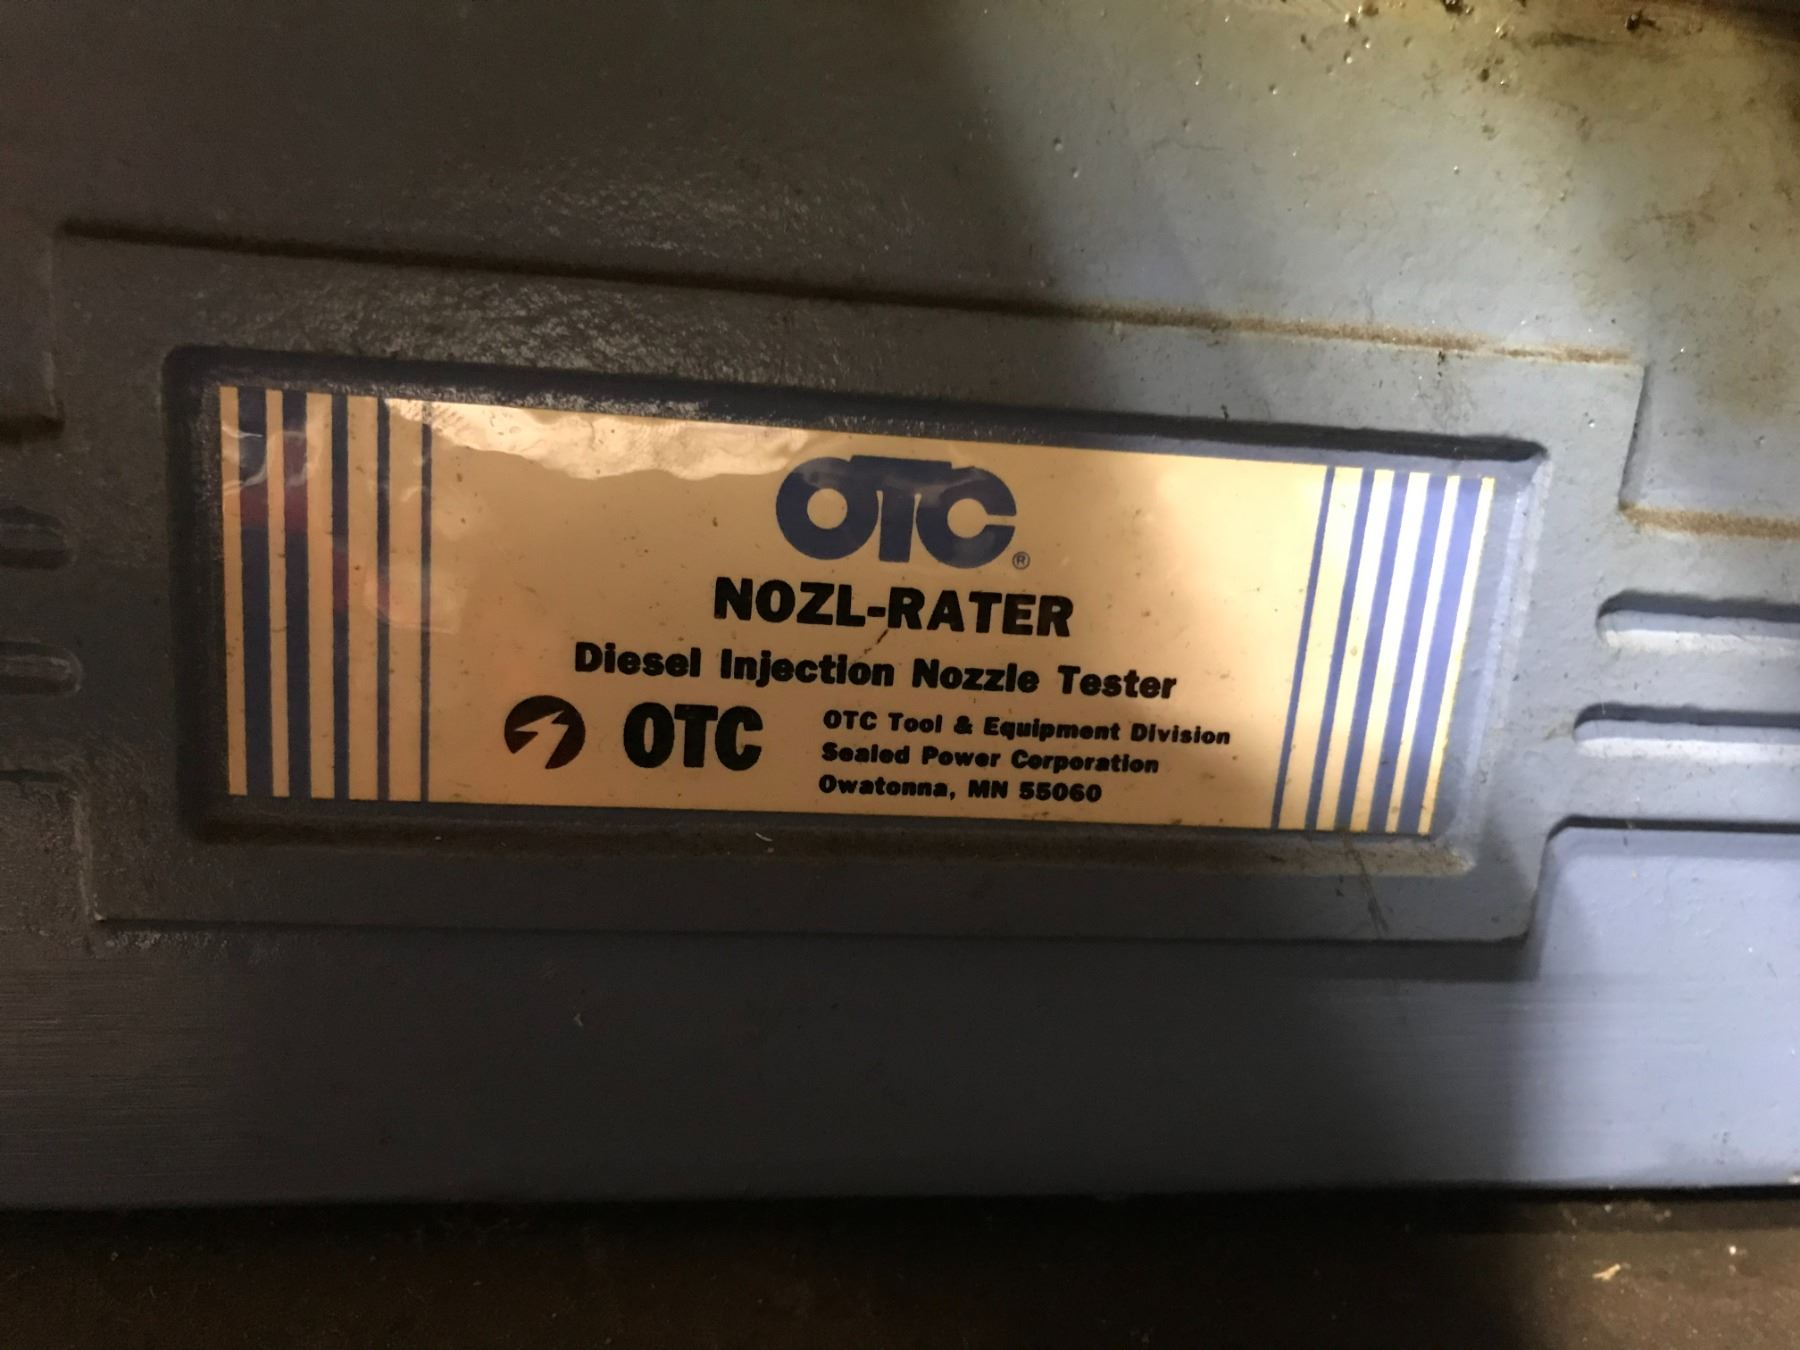 OTC®
NOZL-RATER
Diesel Injection Nozzle Tester
OTC
OTC Tool & Equipment Division
Sealed Power Corporation
Owatonna, MN 55060